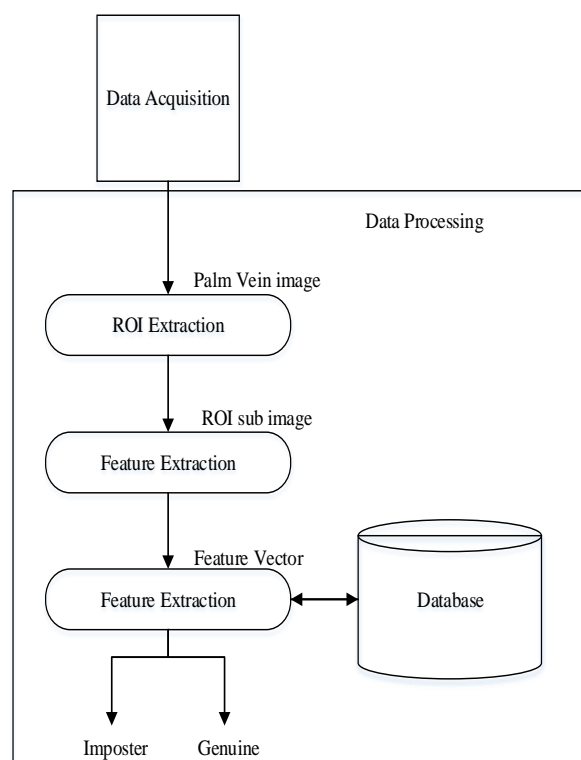 Data Acquisition
Data Processing
Palm Vein image
ROI Extraction
ROI sub image
Feature Extraction
Feature Vector
Feature Extraction
Database
Imposter
Genuine